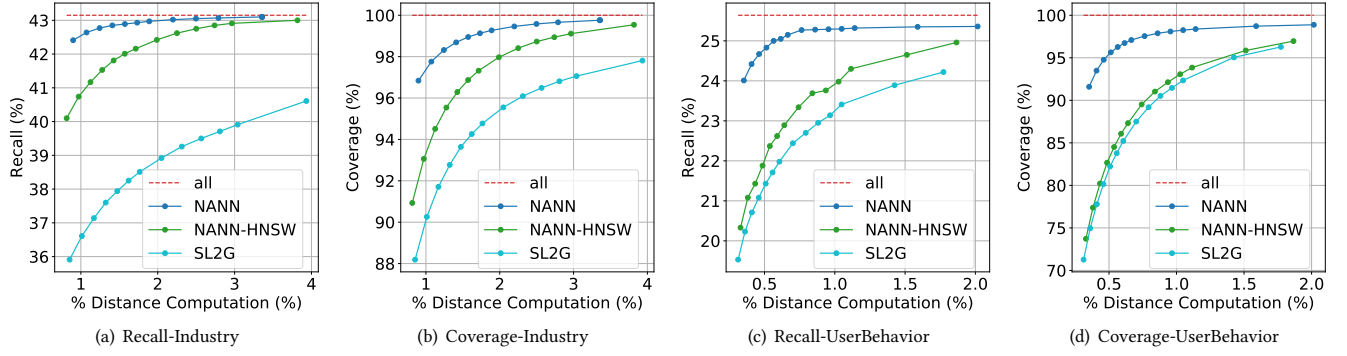 43
42
41
40
39
38
37
36
Recall (%)
all
NANN
NANN-HNSW
SL2G
1 2 3 4
% Distance Computation (%)
(a) Recall-Industry
100
98
96
94
92
90
88
Coverage (%)
all
NANN
NANN-HNSW
SL2G
1 2 3 4
% Distance Computation (%)
(b) Coverage-Industry
25
24
23
22
21
20
Recall (%)
all
NANN
NANN-HNSW
SL2G
0.5 1.0 1.5 2.0
% Distance Computation (%)
(c) Recall-UserBehavior
100
95
90
85
80
75
70
Coverage (%)
all
NANN
NANN-HNSW
SL2G
0.5 1.0 1.5 2.0
% Distance Computation (%)
(d) Coverage-UserBehavior